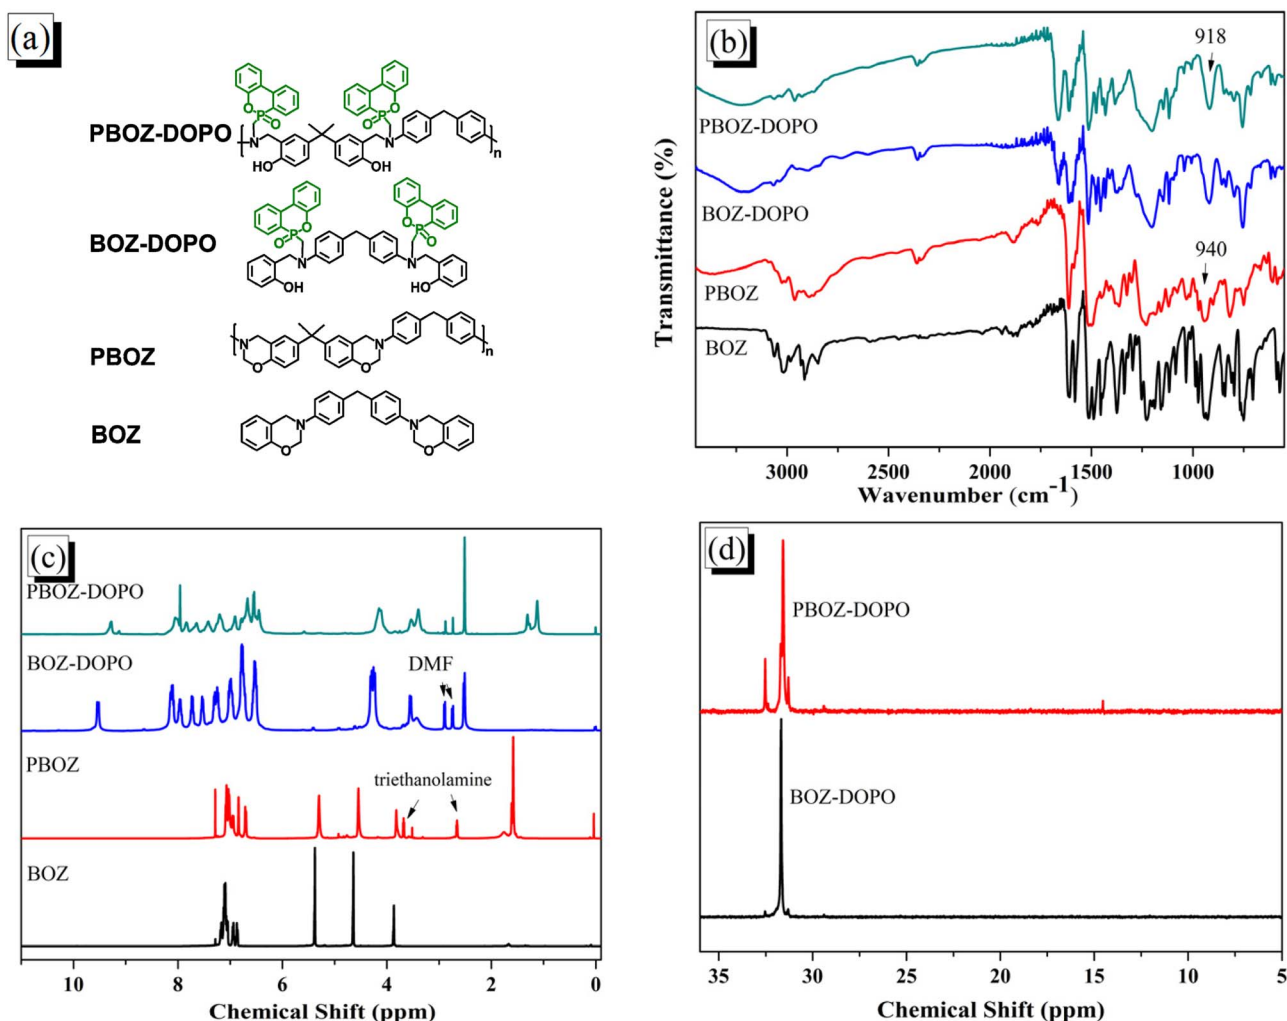 (a)
PBOZ-DOPO
O
P
O
N
HO
O
P
O
N
OH
n
BOZ-DOPO
O
P
O
N
OH
O
P
O
N
HO
PBOZ
N
O
N
O
n
BOZ
N
O
N
O
(b)
918
PBOZ-DOPO
BOZ-DOPO
940
PBOZ
BOZ
Transmittance (%)
3000 2500 2000 1500 1000
Wavenumber (cm-1)
(c)
PBOZ-DOPO
BOZ-DOPO
DMF
PBOZ
triethanolamine
BOZ
10 8 6 4 2 0
Chemical Shift (ppm)
(d)
PBOZ-DOPO
BOZ-DOPO
35 30 25 20 15 10 5
Chemical Shift (ppm)